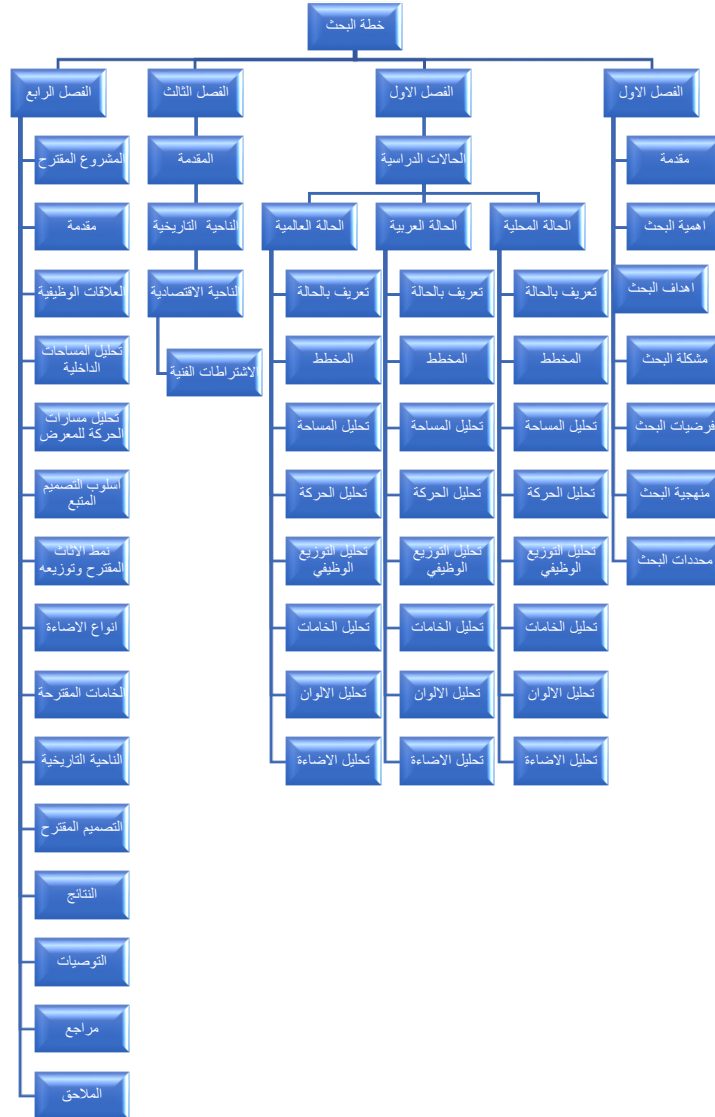 خطة البحث
الفصل الاول
مقدمة
اهمية البحث
اهداف البحث
مشكلة البحث
فرضيات البحث
منهجية البحث
محددات البحث
الفصل الاول
الحالات الدراسية
الحالة المحلية
تعريف بالحالة
المخطط
تحليل المساحة
تحليل الحركة
تحليل التوزيع
الوظيفي
تحليل الخامات
تحليل الالوان
تحليل الاضاءة
الحالة العربية
تعريف بالحالة
المخطط
تحليل المساحة
تحليل الحركة
تحليل التوزيع
الوظيفي
تحليل الخامات
تحليل الالوان
تحليل الاضاءة
الحالة العالمية
تعريف بالحالة
المخطط
تحليل المساحة
تحليل الحركة
تحليل التوزيع
الوظيفي
تحليل الخامات
تحليل الالوان
تحليل الاضاءة
الفصل الثالث
المقدمة
الناحية التاريخية
الناحية الاقتصادية
الاشتراطات الفنية
الفصل الرابع
المشروع المقترح
مقدمة
العلاقات الوظيفية
تحليل المساحات
الداخلية
تحليل مسارات
الحركة للمعرض
اسلوب التصميم
المتبع
نمط الاثاث
المقترح وتوزيعه
انواع الاضاءة
الخامات المقترحة
الناحية التاريخية
التصميم المقترح
النتائج
التوصيات
مراجع
الملاحق